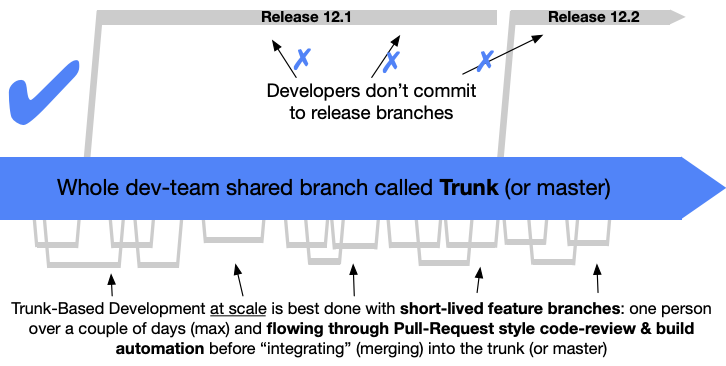 Release 12.1
Release 12.2
Developers don’t commit
to release branches
Whole dev-team shared branch called Trunk (or master)
Trunk-Based Development at scale is best done with short-lived feature branches: one person
over a couple of days (max) and flowing through Pull-Request style code-review & build
automation before “integrating” (merging) into the trunk (or master)